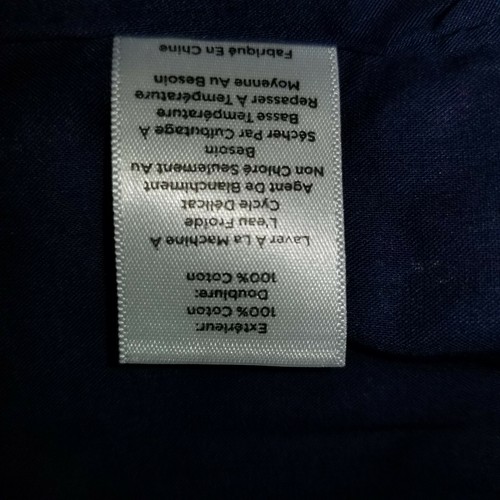 Extérieur:
100% Coton
Doublure:
100% Coton
Laver À La Machine À
L'eau Froide
Cycle Délicat
Agent De Blanchiment
Non Chloré Seulement Au
Besoin
Sécher Par Culbutage À
Basse Température
Repasser À Température
Moyenne Au Besoin
Fabriqué En Chine